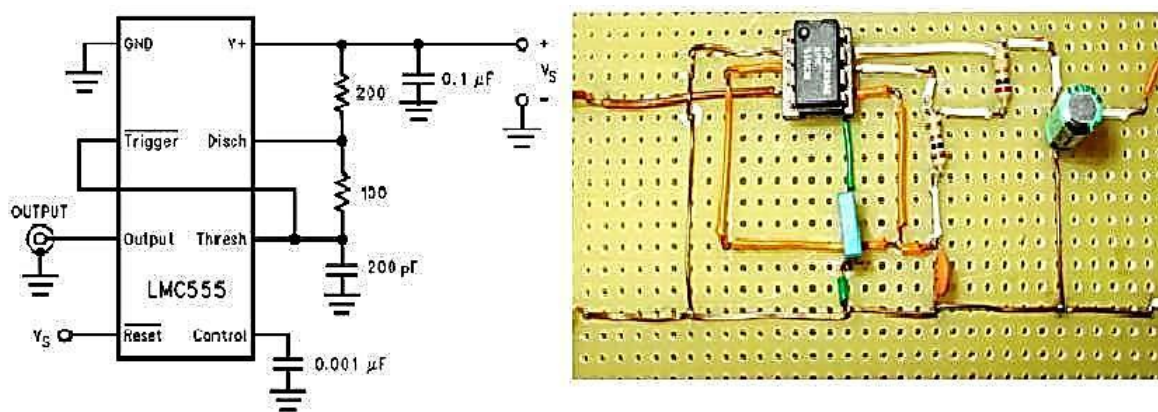 GND
V+
+
Vs
-
0.1 µF
200
Trigger
Disch
100
OUTPUT
Output
Thresh
200 pF
LMC555
Vs
Reset
Control
0.001 µF